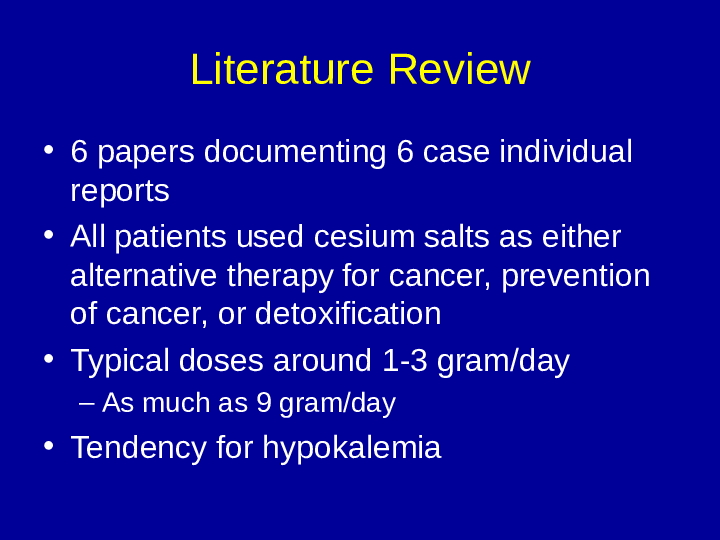 Literature Review
• 6 papers documenting 6 case individual
reports
• All patients used cesium salts as either
alternative therapy for cancer, prevention
of cancer, or detoxification
• Typical doses around 1-3 gram/day
– As much as 9 gram/day
• Tendency for hypokalemia